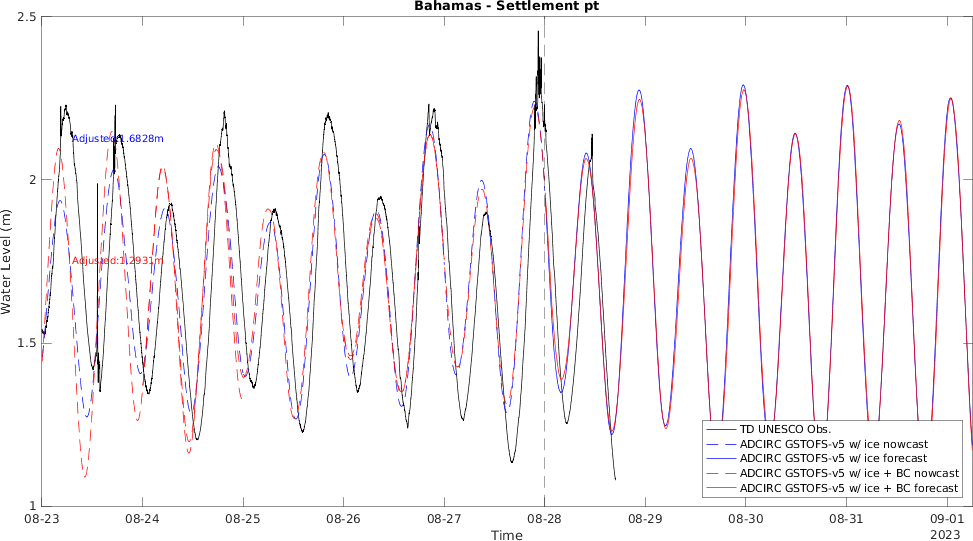 Bahamas - Settlement pt
2.5
2
1.5
1
Water Level (m)
Adjusted:1.6828m
Adjusted:1.2931m
TD UNESCO Obs.
ADCIRC GSTOFS-v5 w/ ice nowcast
ADCIRC GSTOFS-v5 w/ ice forecast
ADCIRC GSTOFS-v5 w/ ice + BC nowcast
ADCIRC GSTOFS-v5 w/ ice + BC forecast
08-23 08-24 08-25 08-26 08-27 08-28 08-29 08-30 08-31 09-01
Time 2023